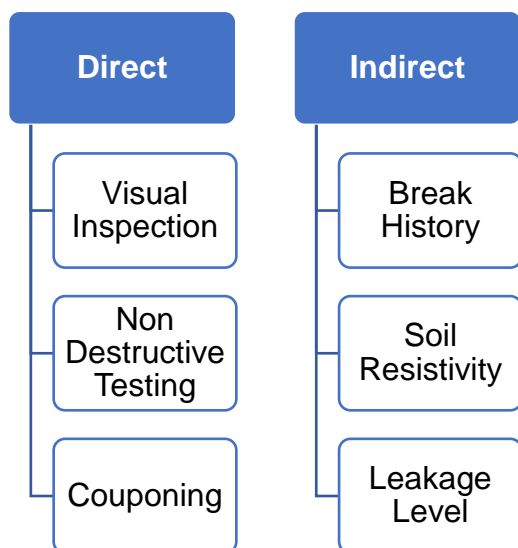 Direct
Visual
Inspection
Non
Destructive
Testing
Couponing
Indirect
Break
History
Soil
Resistivity
Leakage
Level